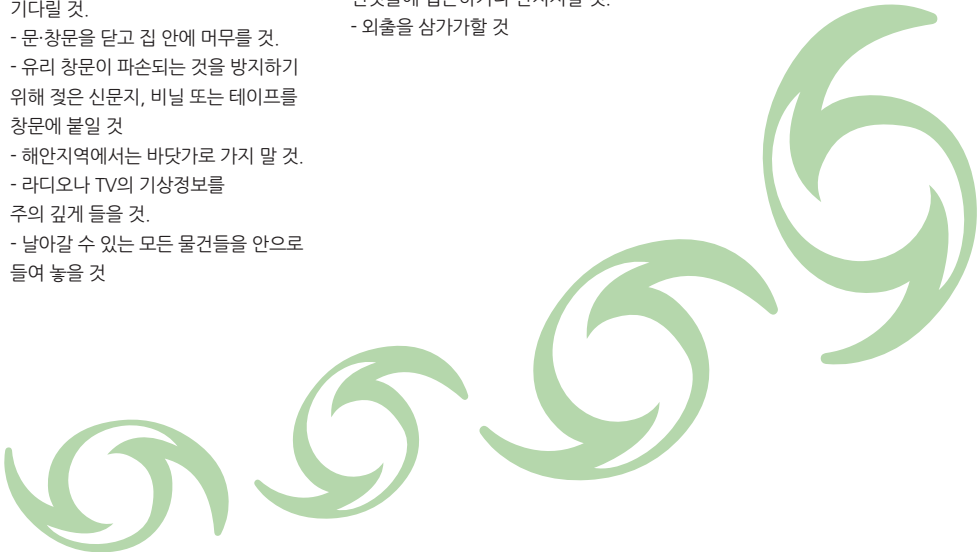 기다릴 것.
- 문·창문을 닫고 집 안에 머무를 것.
- 유리 창문이 파손되는 것을 방지하기
위해 젖은 신문지, 비닐 또는 테이프를
창문에 붙일 것
- 해안지역에서는 바닷가로 가지 말 것.
- 라디오나 TV의 기상정보를
주의 깊게 들을 것.
- 날아갈 수 있는 모든 물건들을 안으로
들여 놓을 것
- 외출을 삼가가할 것